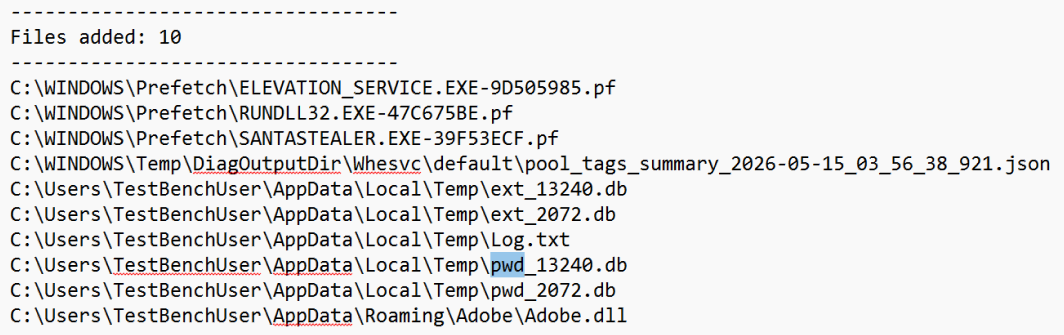 ----------------------------------
Files added: 10
----------------------------------
C:\WINDOWS\Prefetch\ELEVATION_SERVICE.EXE-9D505985.pf
C:\WINDOWS\Prefetch\RUNDLL32.EXE-47C675BE.pf
C:\WINDOWS\Prefetch\SANTASTEALER.EXE-39F53ECF.pf
C:\WINDOWS\Temp\DiagOutputDir\Whesvc\default\pool_tags_summary_2026-05-15_03_56_38_921.json
C:\Users\TestBenchUser\AppData\Local\Temp\ext_13240.db
C:\Users\TestBenchUser\AppData\Local\Temp\ext_2072.db
C:\Users\TestBenchUser\AppData\Local\Temp\Log.txt
C:\Users\TestBenchUser\AppData\Local\Temp\pwd_13240.db
C:\Users\TestBenchUser\AppData\Local\Temp\pwd_2072.db
C:\Users\TestBenchUser\AppData\Roaming\Adobe\Adobe.dll